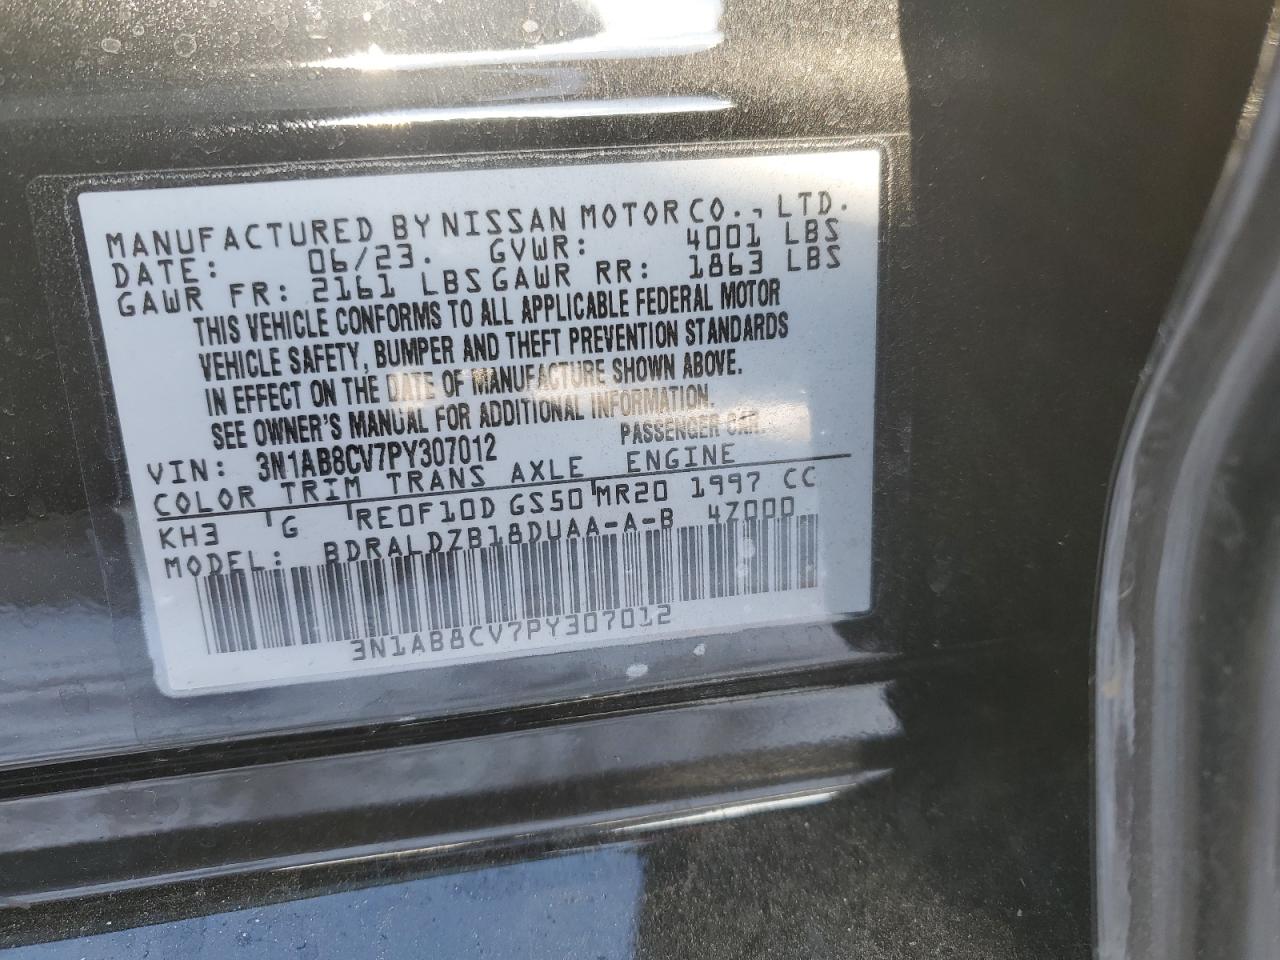 MANUFACTURED BY NISSAN MOTOR CO., LTD.
DATE: 06/23. GVWR: 4001 LBS
GAWR FR: 2161 LBS GAWR RR: 1863 LBS
THIS VEHICLE CONFORMS TO ALL APPLICABLE FEDERAL MOTOR
VEHICLE SAFETY, BUMPER AND THEFT PREVENTION STANDARDS
IN EFFECT ON THE DATE OF MANUFACTURE SHOWN ABOVE.
SEE OWNER'S MANUAL FOR ADDITIONAL INFORMATION.
VIN: 3N1AB8CV7PY307012 PASSENGER CAR.
COLOR TRIM TRANS AXLE ENGINE
KH3 G RE0F10D GS50 MR20 1997 CC
MODEL: BDRALDZB18DUAA-A-B 47000
3N1AB8CV7PY307012